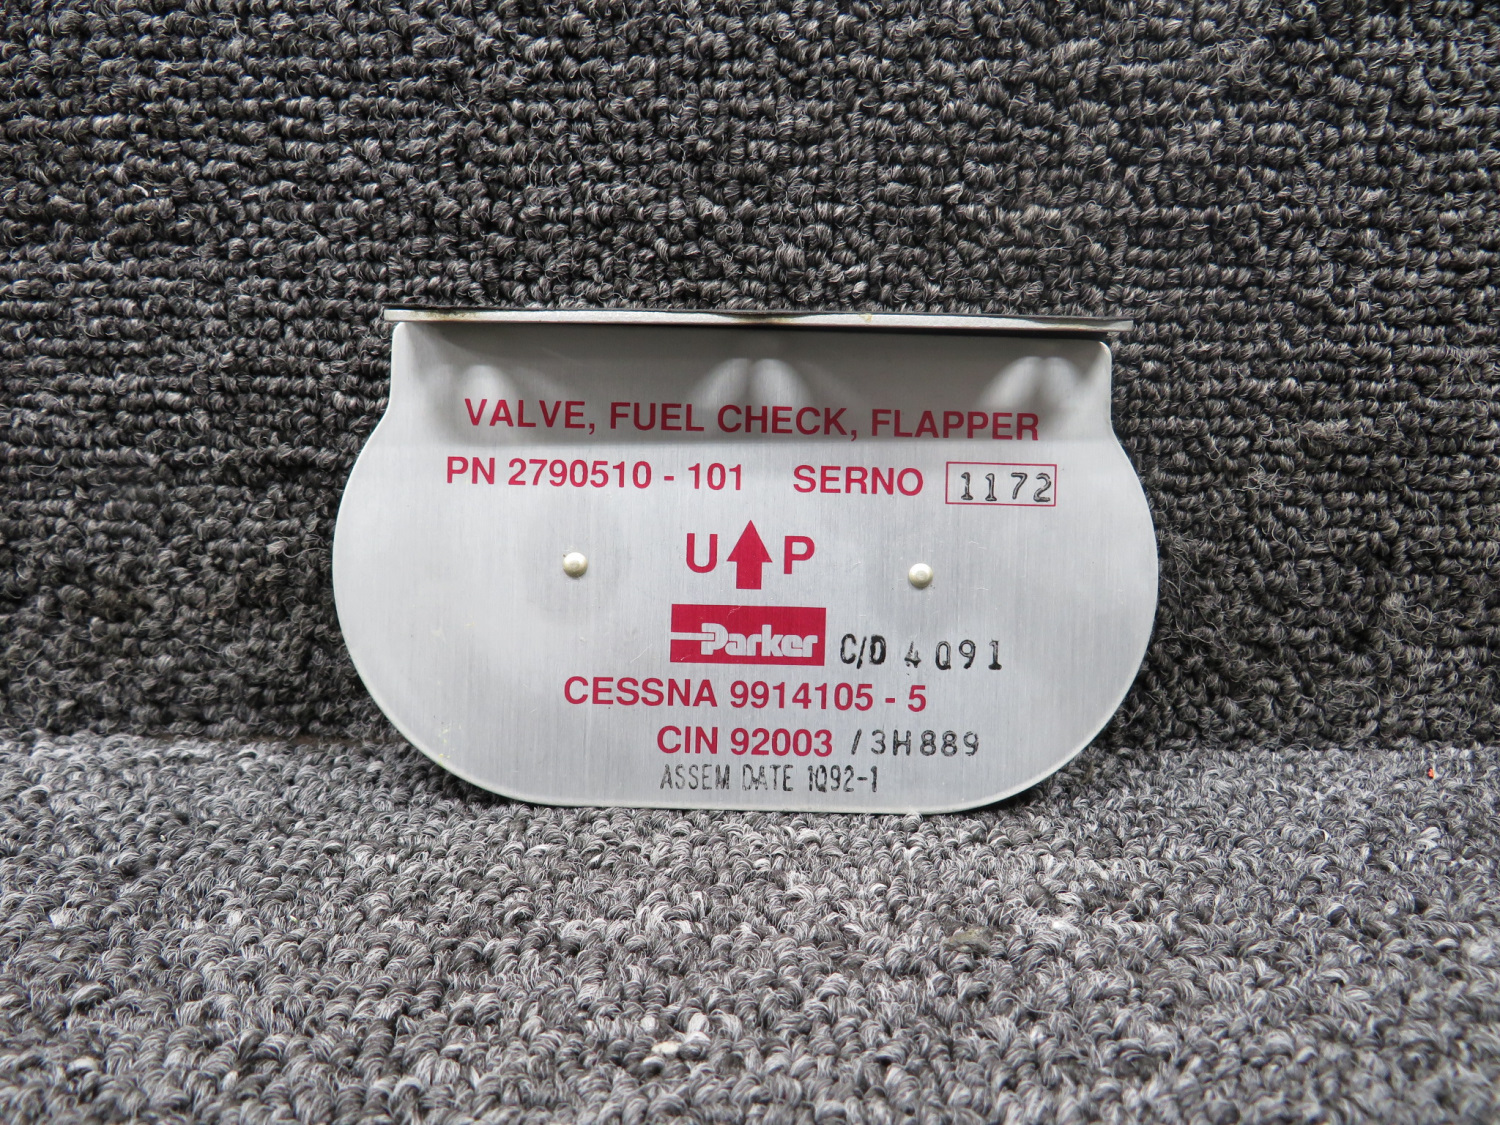 VALVE, FUEL CHECK, FLAPPER
PN 2790510 - 101 SERNO 1172
UP
Parker C/D 4Q91
CESSNA 9914105 - 5
CIN 92003 /3H889
ASSEM DATE 1Q92-1